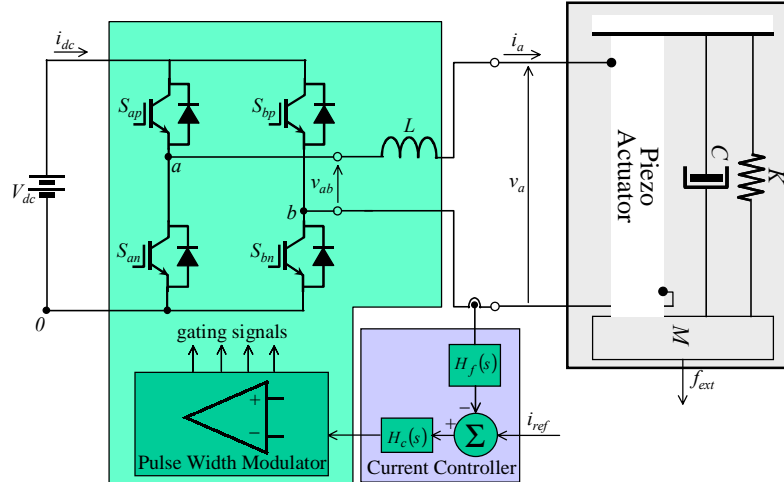 i_dc
i_a
S_ap
S_bp
L
a
V_dc
v_ab
v_a
b
S_an
S_bn
0
Piezo
Actuator
C
K
M
f_ext
gating signals
+
−
Pulse Width Modulator
H_f(s)
−
+
Σ
H_c(s)
i_ref
Current Controller